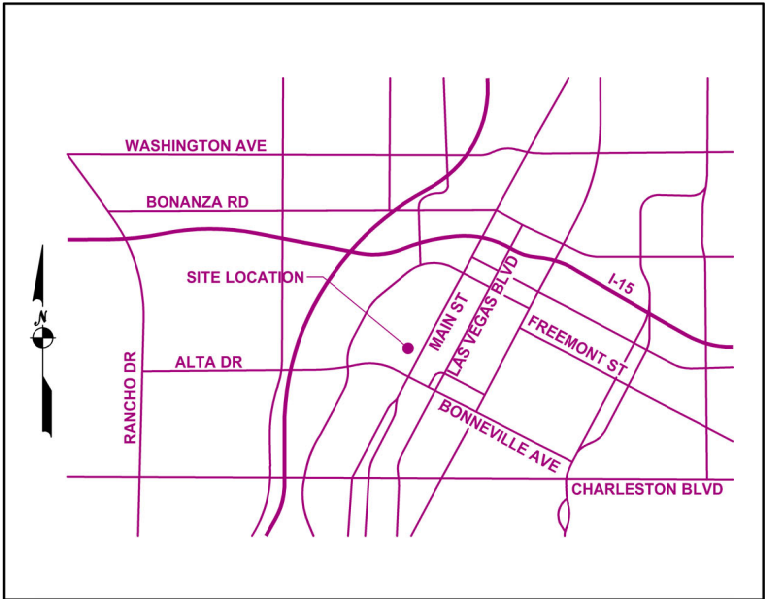 WASHINGTON AVE
BONANZA RD
SITE LOCATION
I-15
N
MAIN ST
LAS VEGAS BLVD
FREEMONT ST
ALTA DR
RANCHO DR
BONNEVILLE AVE
CHARLESTON BLVD